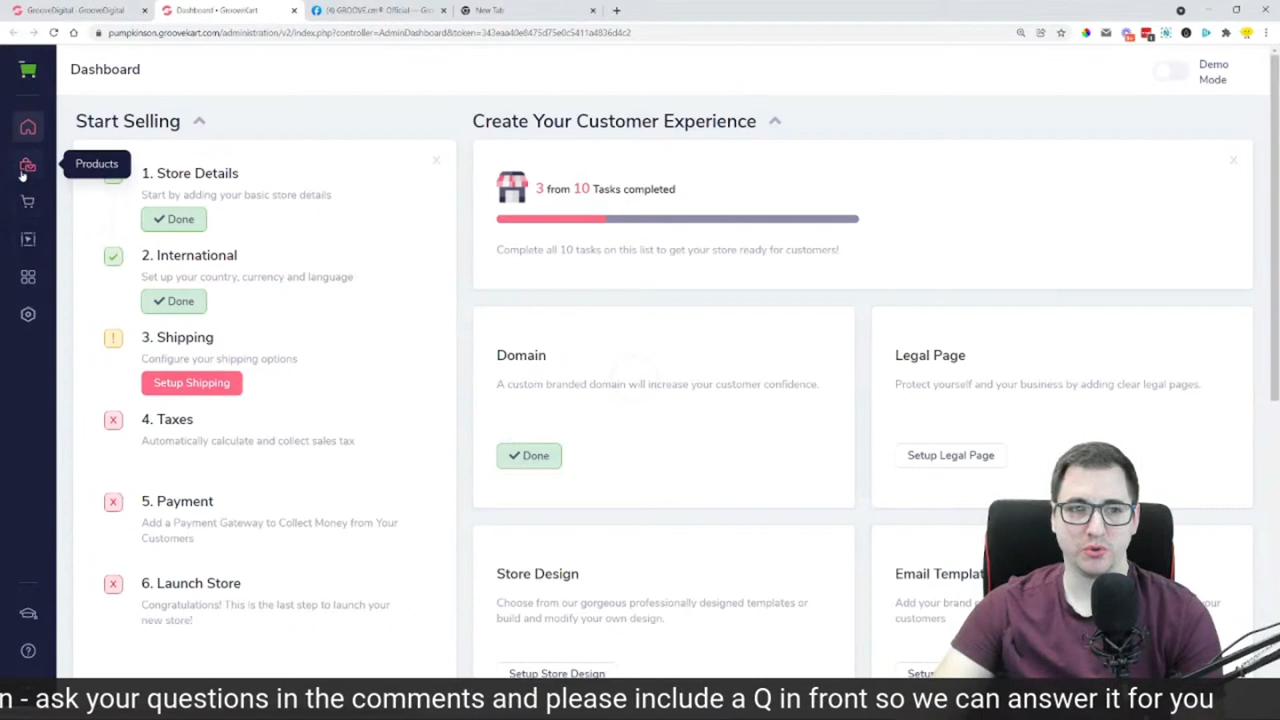 GrooveDigital - GrooveDigital
Dashboard • GrooveKart
(4) GROOVE.cm® Official — Gro
New Tab
pumpkinson.groovekart.com/administration/v2/index.php?controller=AdminDashboard&token=343eaa40e8475d75e0c5411a4836d4c2
Dashboard
Demo
Mode
Start Selling
Create Your Customer Experience
Products
1. Store Details
Start by adding your basic store details
Done
2. International
Set up your country, currency and language
Done
3. Shipping
Configure your shipping options
Setup Shipping
4. Taxes
Automatically calculate and collect sales tax
5. Payment
Add a Payment Gateway to Collect Money from Your
Customers
6. Launch Store
Congratulations! This is the last step to launch your
new store!
3 from 10 Tasks completed
Complete all 10 tasks on this list to get your store ready for customers!
Domain
A custom branded domain will increase your customer confidence.
Done
Legal Page
Protect yourself and your business by adding clear legal pages.
Setup Legal Page
Store Design
Choose from our gorgeous professionally designed templates or
build and modify your own design.
Setup Store Design
Email Templat
Add your brand
customers
your
Setu
n - ask your questions in the comments and please include a Q in front so we can answer it for you